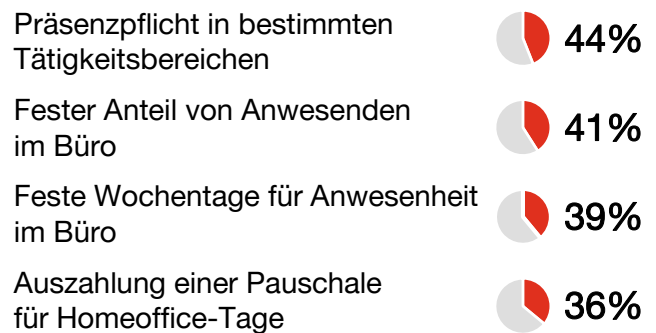 Präsenzpflicht in bestimmten
Tätigkeitsbereichen
44%
Fester Anteil von Anwesenden
im Büro
41%
Feste Wochentage für Anwesenheit
im Büro
39%
Auszahlung einer Pauschale
für Homeoffice-Tage
36%